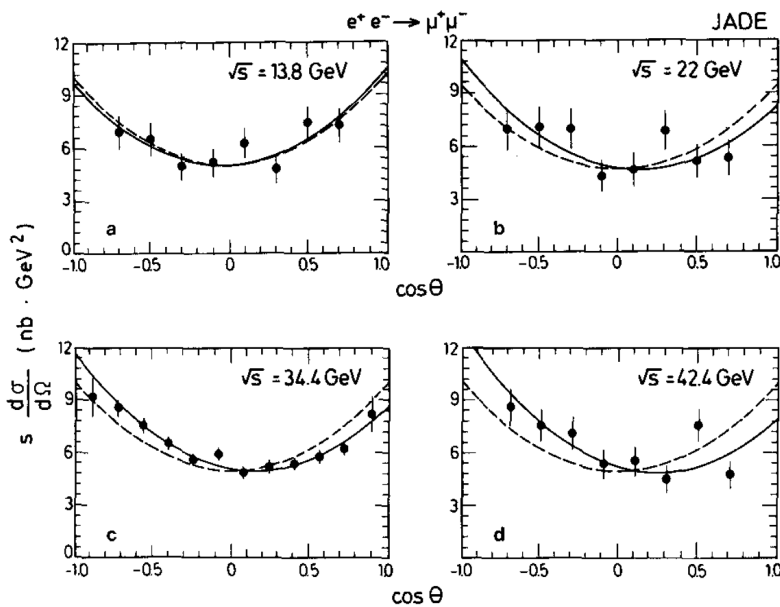 e⁺ e⁻ → μ⁺μ⁻
JADE
12
9
6
3
0
√s = 13.8 GeV
a
-1.0 -0.5 0 0.5 1.0
cosθ
12
9
6
3
√s = 22 GeV
b
-1.0 -0.5 0 0.5 1.0
cosθ
s dσ/dΩ (nb · GeV²)
12
9
6
3
0
√s = 34.4 GeV
c
-1.0 -0.5 0 0.5 1.0
cosθ
12
9
6
3
√s = 42.4 GeV
d
-1.0 -0.5 0 0.5 1.0
cosθ